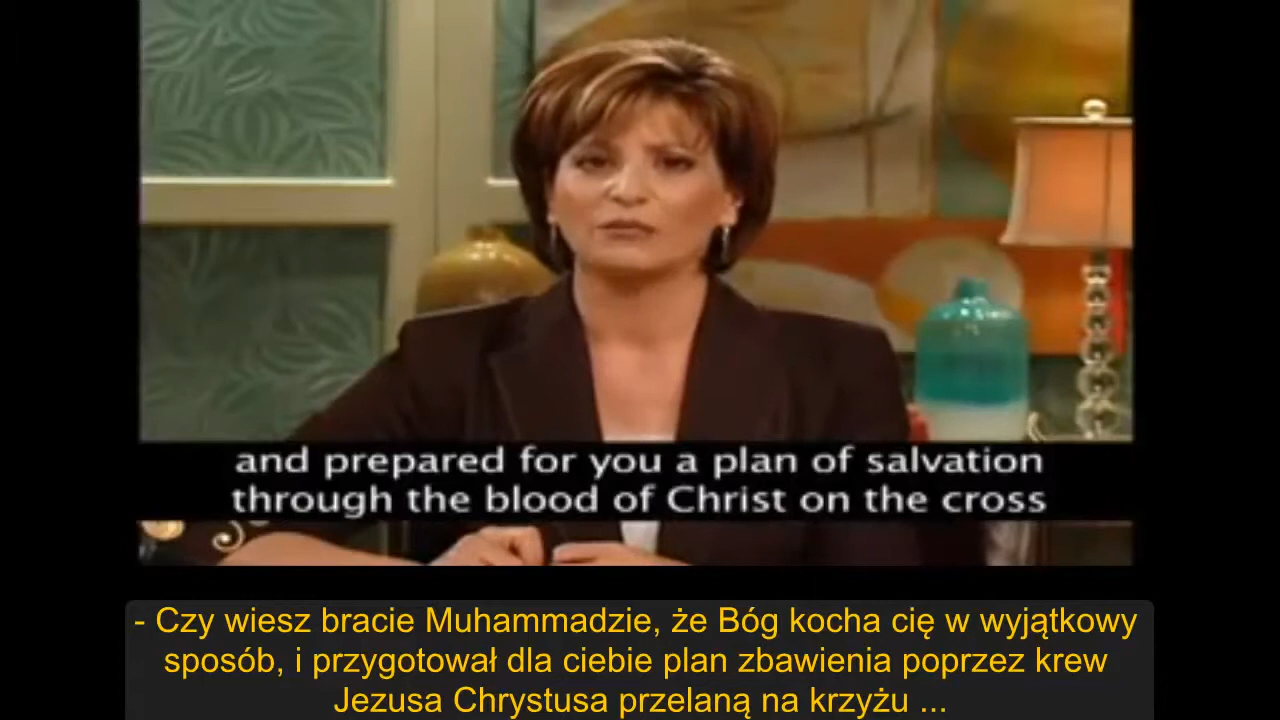 and prepared for you a plan of salvation
through the blood of Christ on the cross
- Czy wiesz bracie Muhammadzie, że Bóg kocha cię w wyjątkowy
sposób, i przygotował dla ciebie plan zbawienia poprzez krew
Jezusa Chrystusa przelaną na krzyżu ...